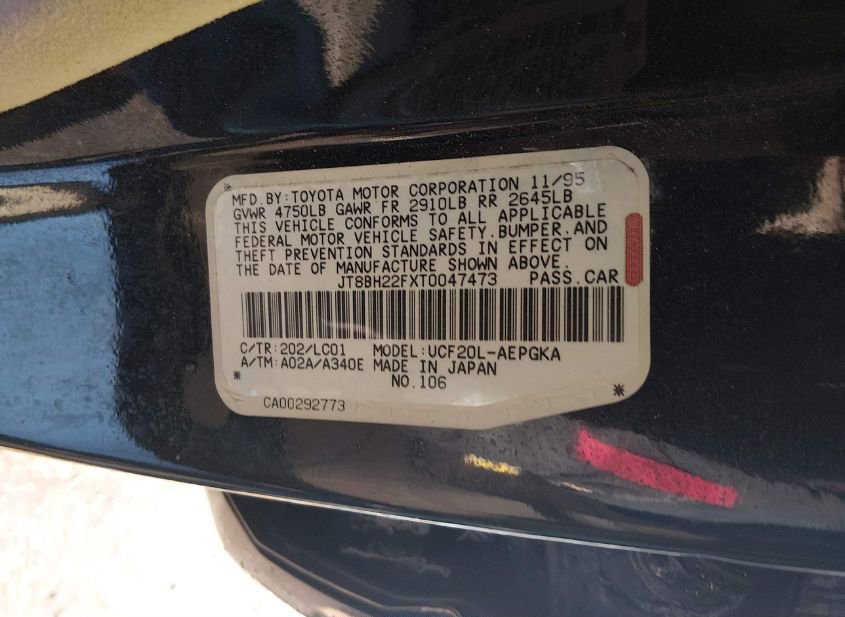 MFD.BY:TOYOTA MOTOR CORPORATION 11/95
GVWR 4750LB GAWR FR 2910LB RR 2645LB
THIS VEHICLE CONFORMS TO ALL APPLICABLE
FEDERAL MOTOR VEHICLE SAFETY.BUMPER.AND
THEFT PREVENTION STANDARDS IN EFFECT ON
THE DATE OF MANUFACTURE SHOWN ABOVE.
JT8BH22FXT0047473 PASS.CAR
C/TR:202/LC01 MODEL:UCF20L-AEPGKA
A/TM:A02A/A340E MADE IN JAPAN
NO.106
CA00292773